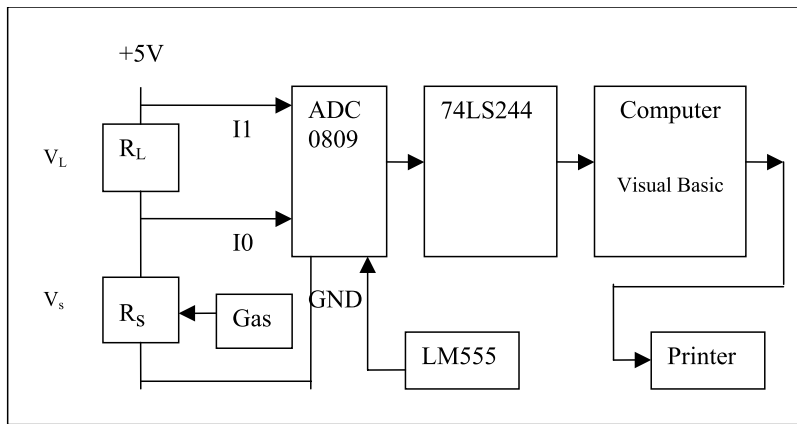 +5V
I1
R_L
V_L
I0
V_s
R_S
Gas
ADC
0809
GND
74LS244
LM555
Computer
Visual Basic
Printer